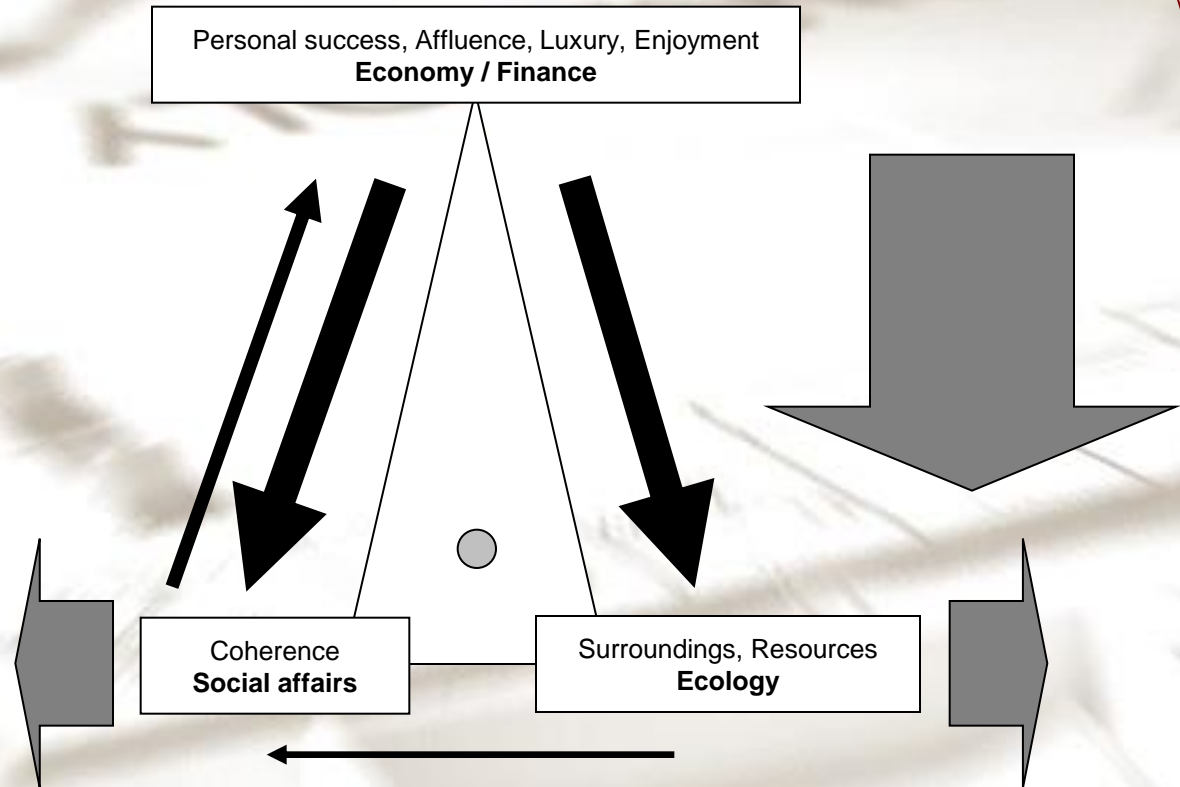 Personal success, Affluence, Luxury, Enjoyment
Economy / Finance
Coherence
Social affairs
Surroundings, Resources
Ecology